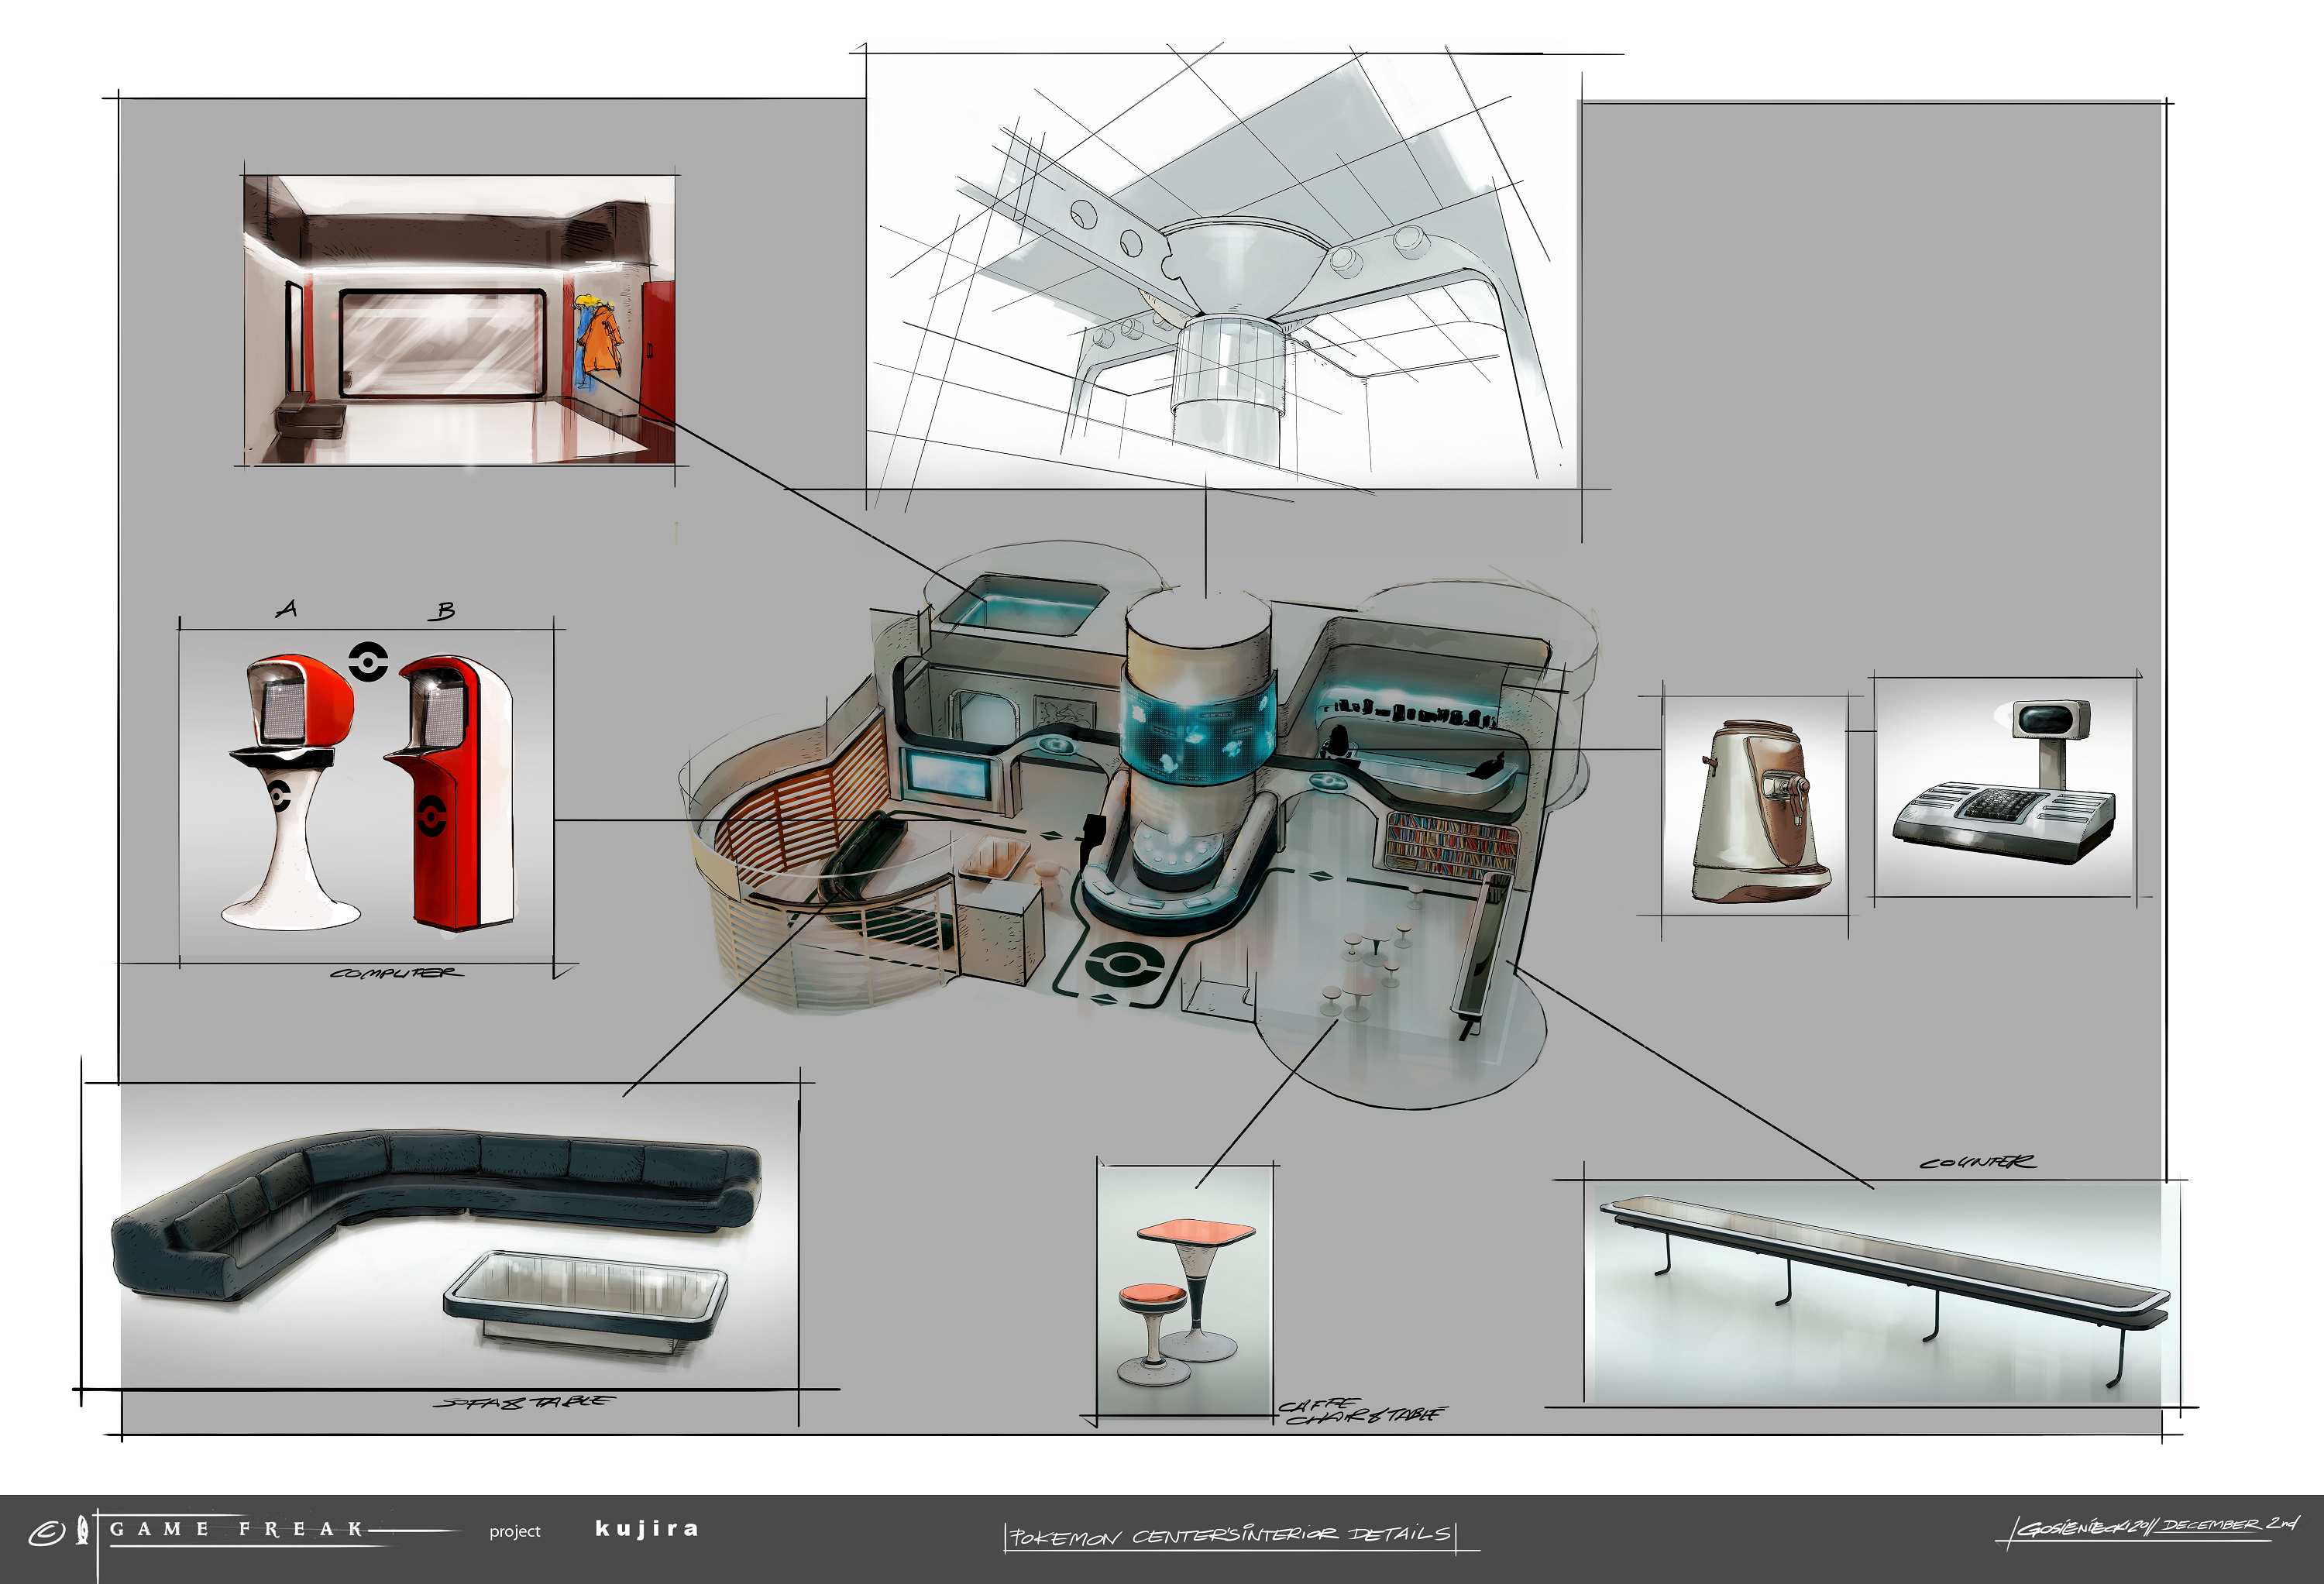 A
B
COMPUTER
COUNTER
SOFA & TABLE
CAFFE
CHAIR & TABLE
© GAME FREAK
project kujira
POKEMON CENTER'S INTERIOR DETAILS
GOSIENIECKI 2011 DECEMBER 2nd